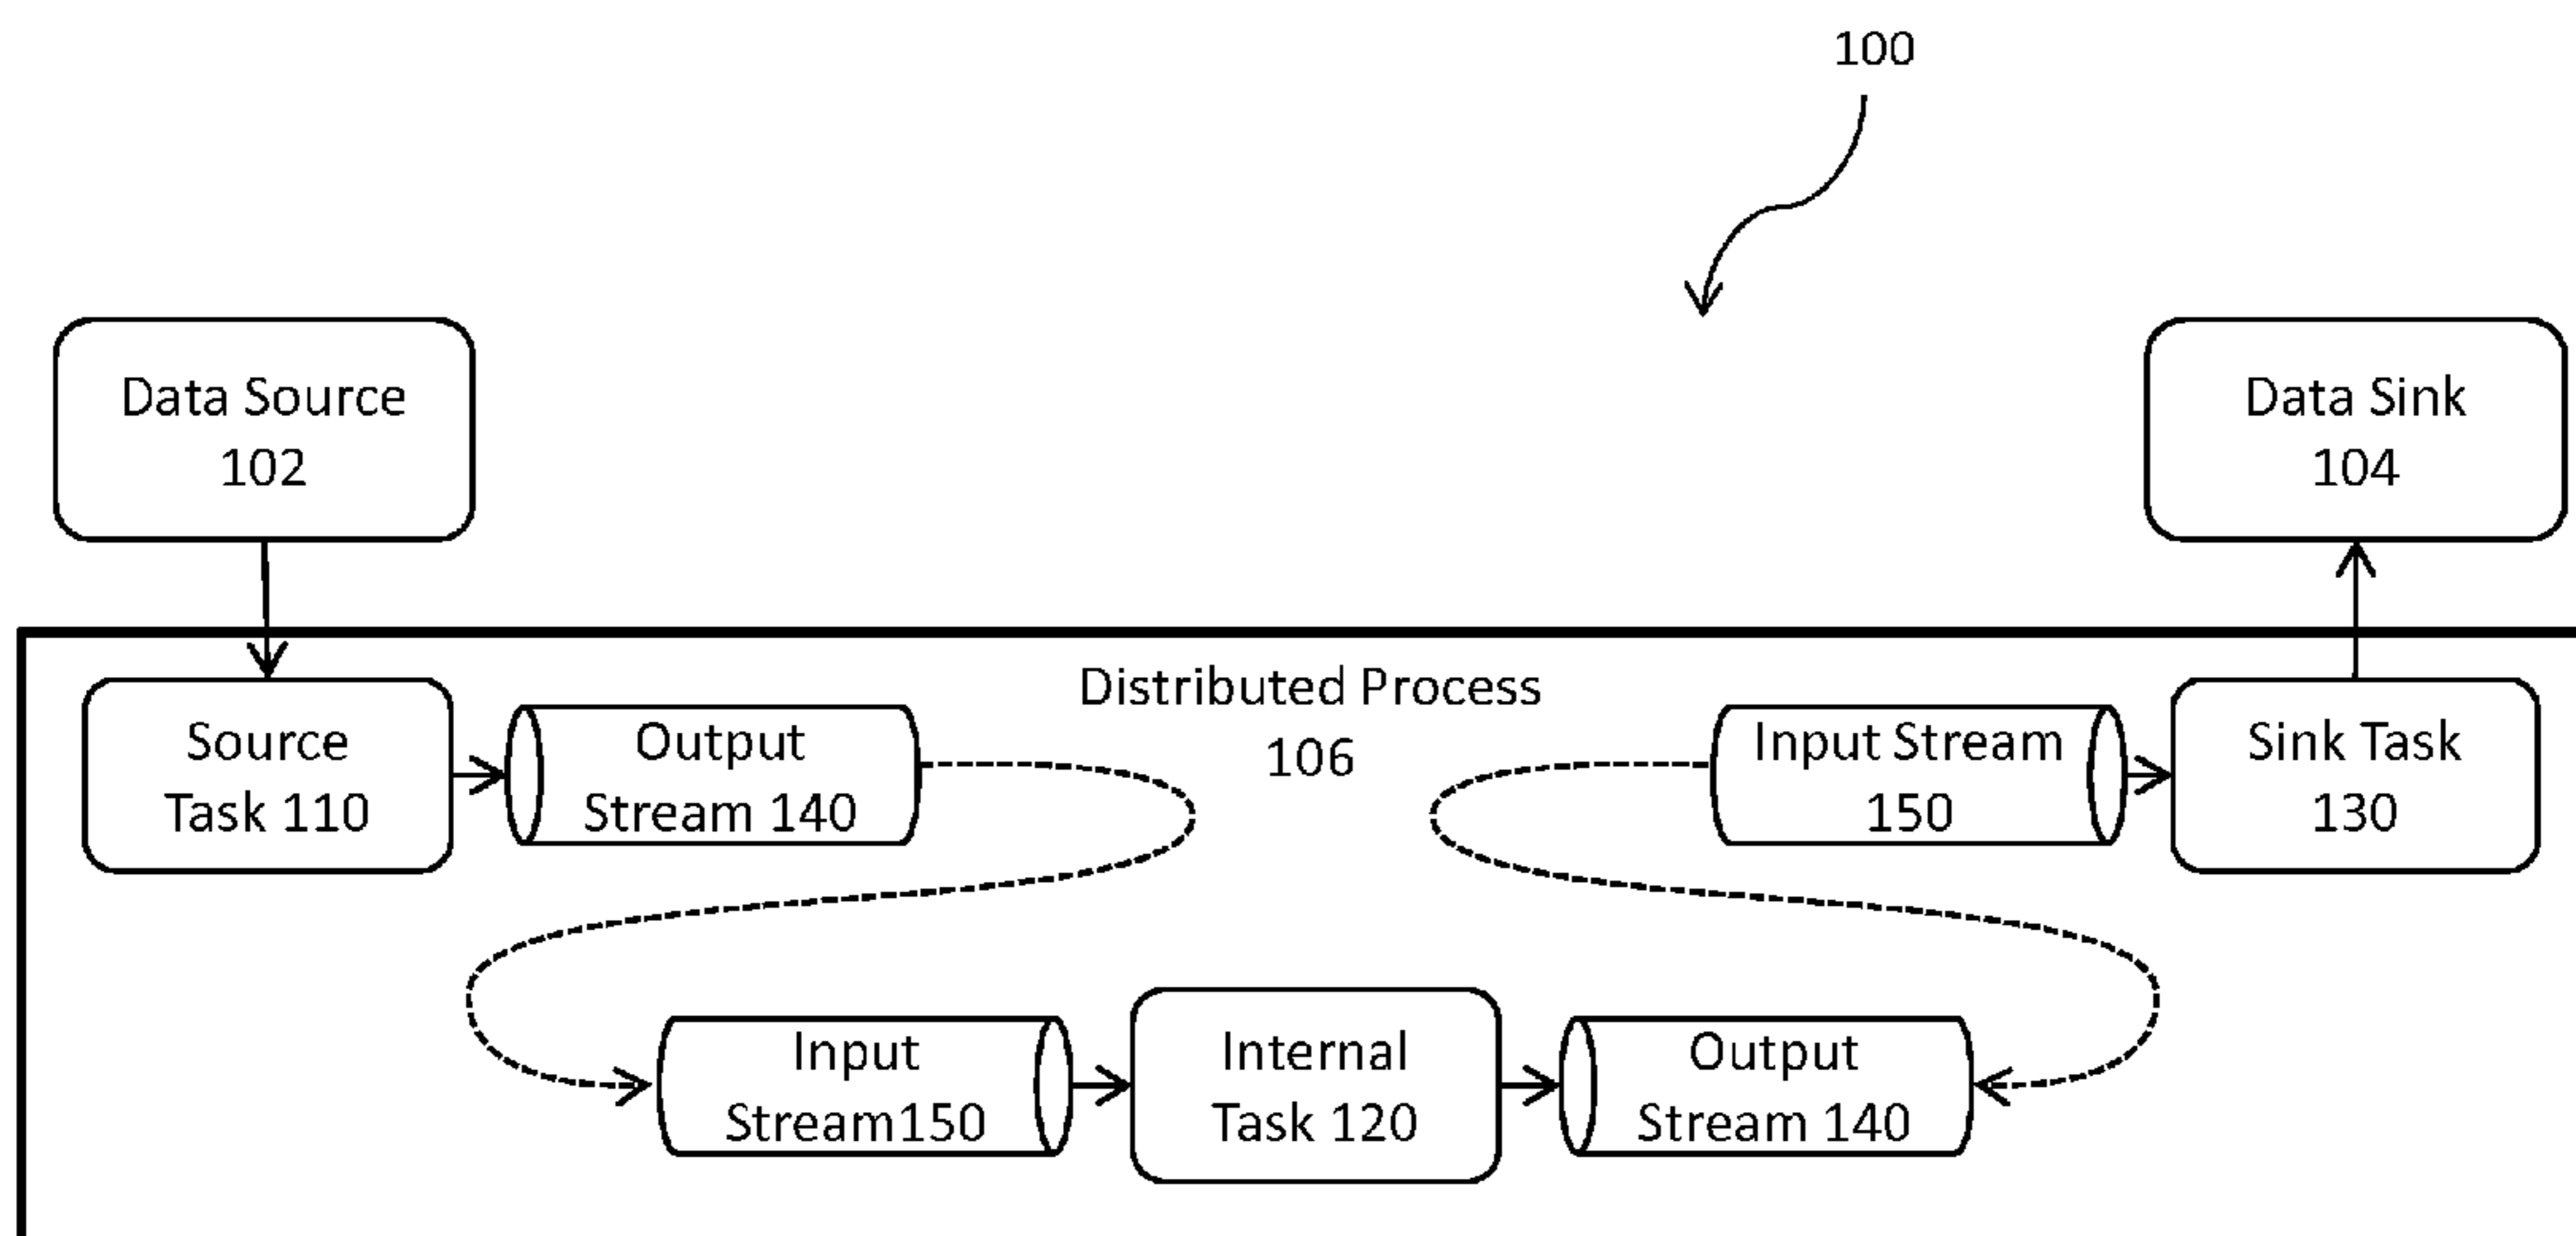 100
Data Source
102
Data Sink
104
Distributed Process
106
Source
Task 110
Output
Stream 140
Input Stream
150
Sink Task
130
Input
Stream150
Internal
Task 120
Output
Stream 140